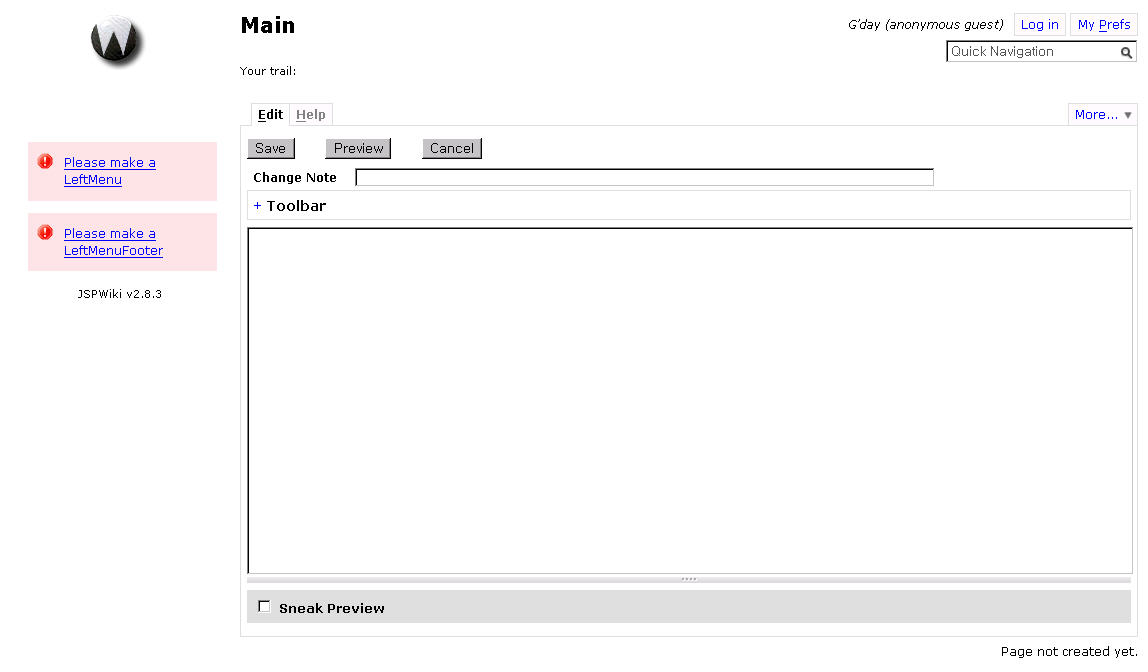 Main
G'day (anonymous guest) Log in My Prefs
Quick Navigation
Your trail:
Edit Help More...
Save Preview Cancel
Change Note
+ Toolbar
Please make a
LeftMenu
Please make a
LeftMenuFooter
JSPWiki v2.8.3
Sneak Preview
Page not created yet.